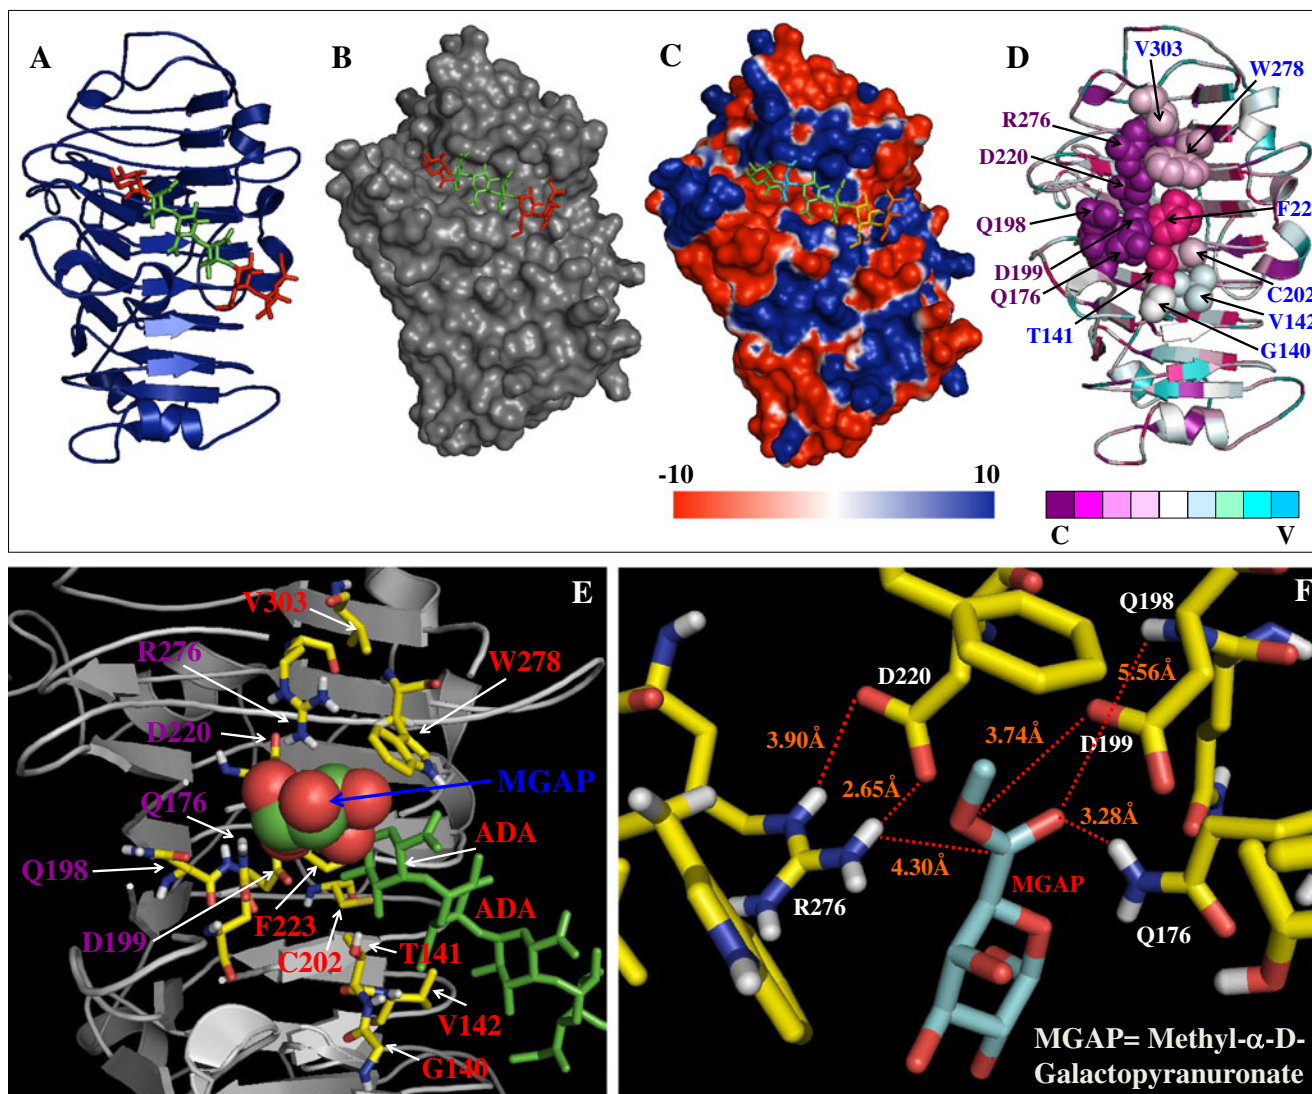 A
B
C
D
V303
W278
R276
D220
Q198
F22
D199
Q176
C202
T141
V142
G140
-10
10
C
V
E
V303
R276
W278
D220
MGAP
Q176
ADA
Q198
ADA
D199
F223
C202
T141
V142
G140
F
Q198
D220
5.56Å
3.90Å
3.74Å
D199
2.65Å
3.28Å
4.30Å
MGAP
R276
Q176
MGAP= Methyl-α-D-
Galactopyranuronate